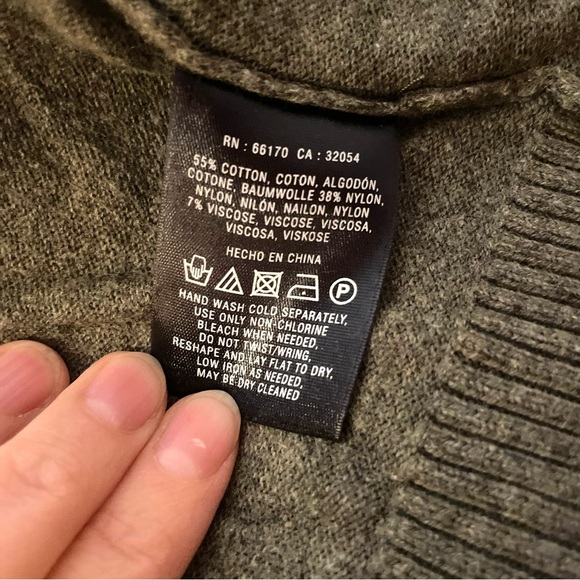 RN : 66170 CA : 32054
55% COTTON, COTON, ALGODÓN,
COTONE, BAUMWOLLE 38% NYLON,
NYLON, NILÓN, NAILON, NYLON
7% VISCOSE, VISCOSE, VISCOSA,
VISCOSA, VISKOSE
HECHO EN CHINA
P
HAND WASH COLD SEPARATELY,
USE ONLY NON-CHLORINE
BLEACH WHEN NEEDED,
DO NOT TWIST/WRING,
RESHAPE AND LAY FLAT TO DRY,
LOW IRON AS NEEDED,
MAY BE DRY CLEANED